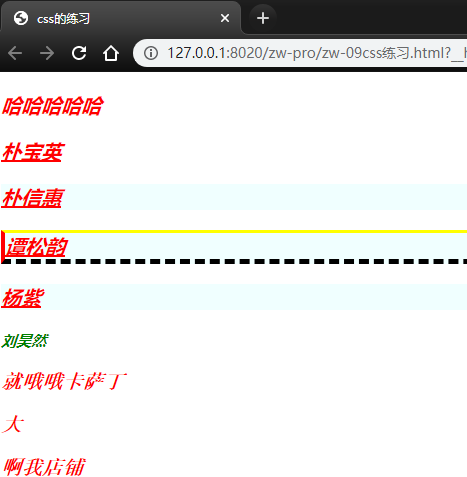 css的练习
127.0.0.1:8020/zw-pro/zw-09css练习.html?__h
哈哈哈哈哈
朴宝英
朴信惠
谭松韵
杨紫
刘昊然
就哦哦卡萨丁
大
啊我店铺